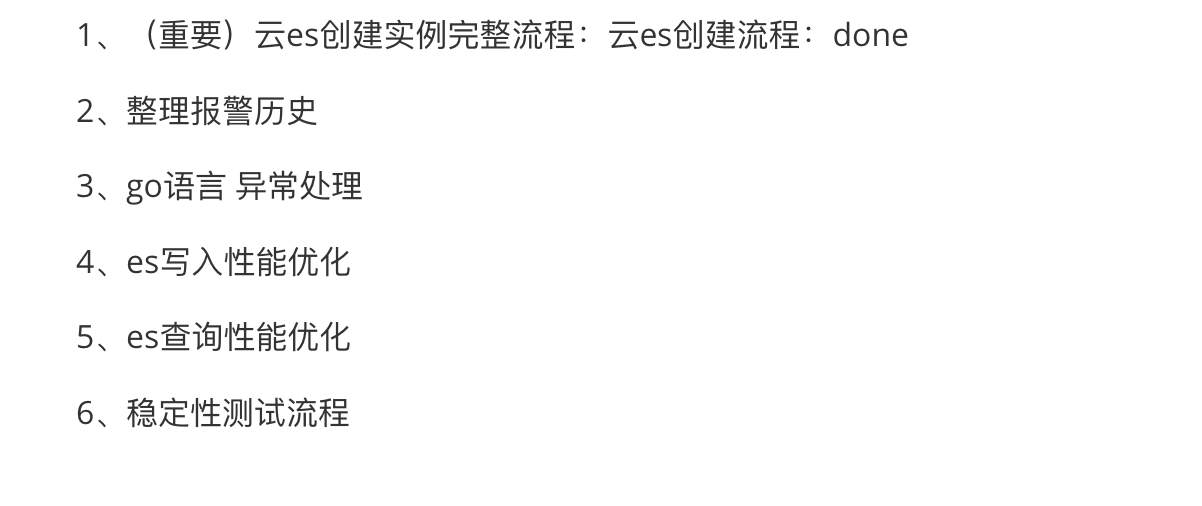 1、（重要）云es创建实例完整流程：云es创建流程：done
2、整理报警历史
3、go语言 异常处理
4、es写入性能优化
5、es查询性能优化
6、稳定性测试流程